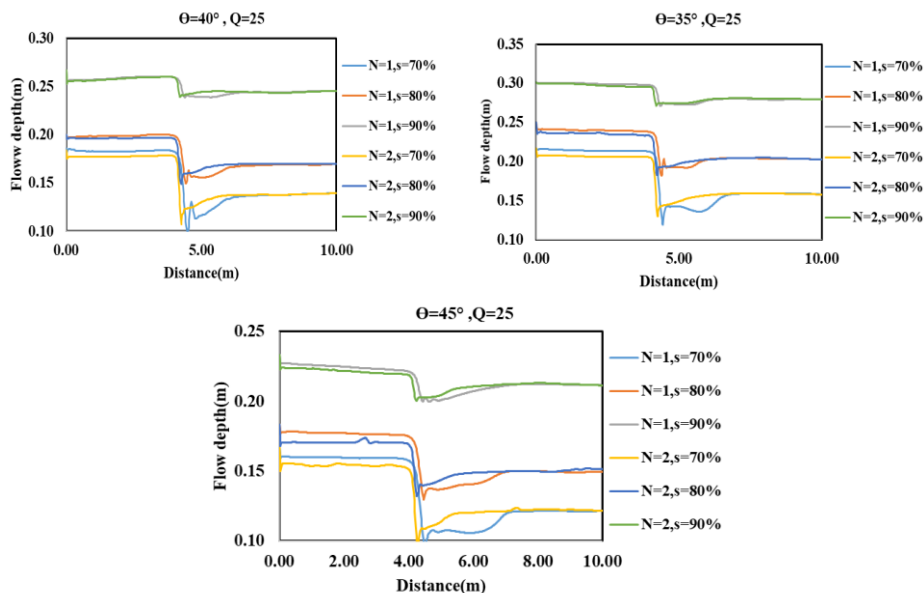 Ө=40° , Q=25
Floww depth(m)
0.30
0.25
0.20
0.15
0.10
0.00
5.00
10.00
Distance(m)
N=1,s=70%
N=1,s=80%
N=1,s=90%
N=2,s=70%
N=2,s=80%
N=2,s=90%
Ө=35° , Q=25
Flow depth(m)
0.35
0.30
0.25
0.20
0.15
0.10
0.00
5.00
10.00
Distance(m)
N=1,s=70%
N=1,s=80%
N=1,s=90%
N=2,s=70%
N=2,s=80%
N=2,s=90%
Ө=45° ,Q=25
Flow depth(m)
0.25
0.20
0.15
0.10
0.00
2.00
4.00
6.00
8.00
10.00
Distance(m)
N=1,s=70%
N=1,s=80%
N=1,s=90%
N=2,s=70%
N=2,s=80%
N=2,s=90%